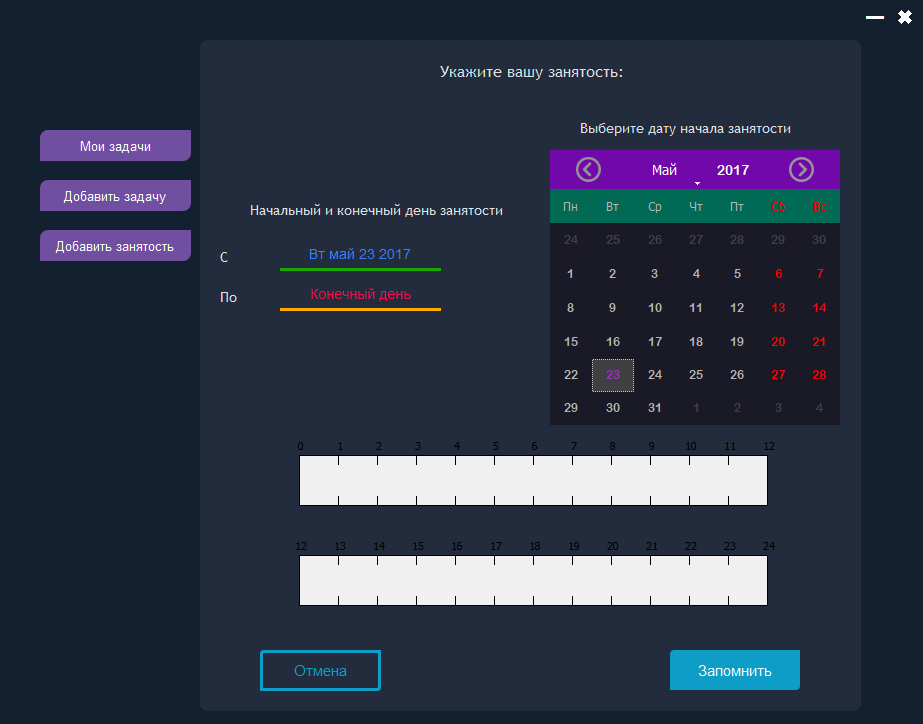 Укажите вашу занятость:
Выберите дату начала занятости
Мои задачи
Добавить задачу
Добавить занятость
Начальный и конечный день занятости
С Вт май 23 2017
По Конечный день
Май 2017
Пн Вт Ср Чт Пт Сб Вс
24 25 26 27 28 29 30
1 2 3 4 5 6 7
8 9 10 11 12 13 14
15 16 17 18 19 20 21
22 23 24 25 26 27 28
29 30 31 1 2 3 4
0 1 2 3 4 5 6 7 8 9 10 11 12
12 13 14 15 16 17 18 19 20 21 22 23 24
Отмена Запомнить